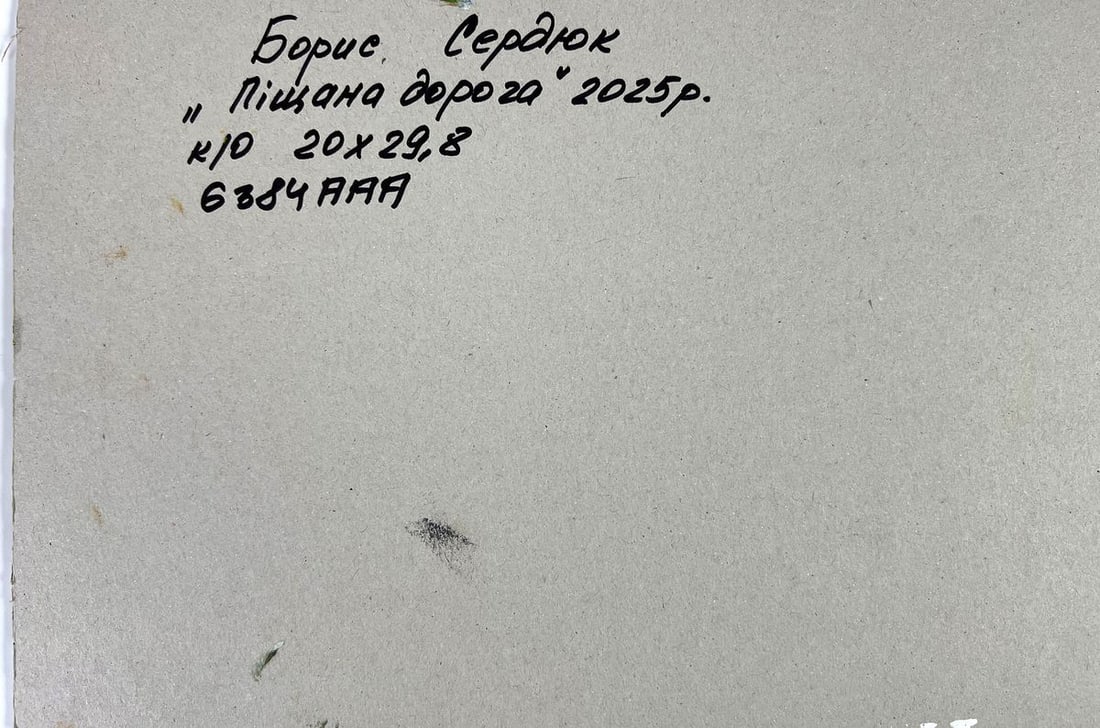 Борис Сердюк
„Піщана дорога" 2025р.
к/о 20х29,8
6384ААА